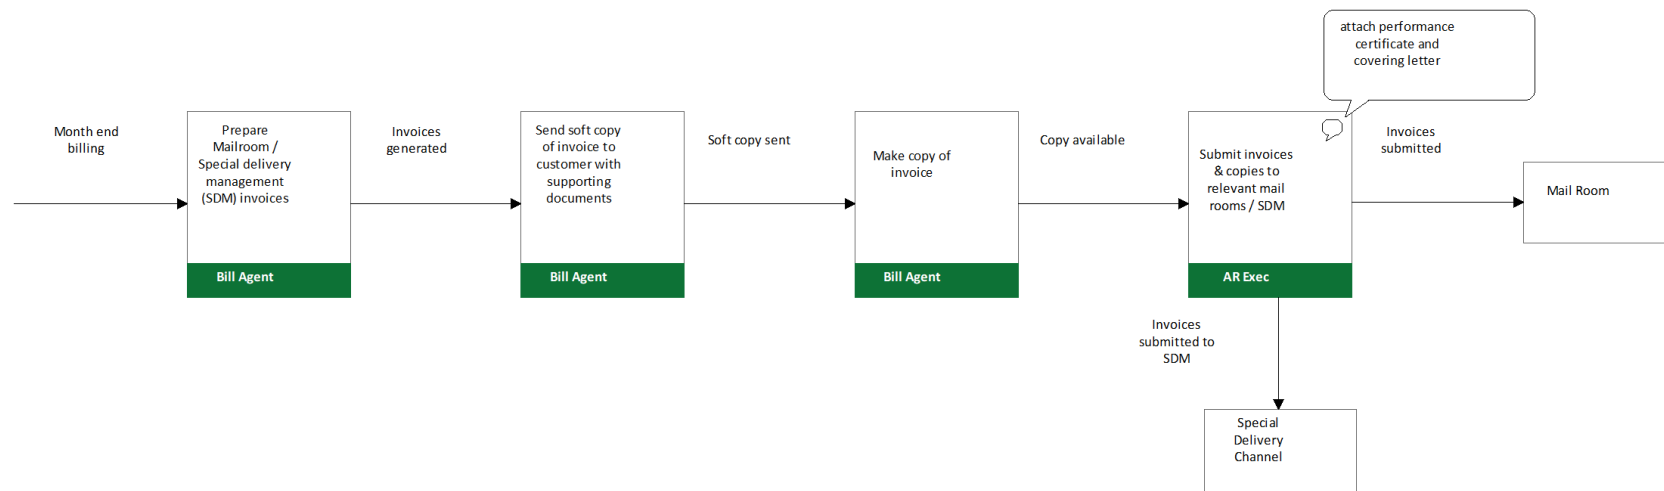 attach performance
certificate and
covering letter
Month end
billing
Prepare
Mailroom /
Special delivery
management
(SDM) invoices
Bill Agent
Invoices
generated
Send soft copy
of invoice to
customer with
supporting
documents
Bill Agent
Soft copy sent
Make copy of
invoice
Bill Agent
Copy available
Submit invoices
& copies to
relevant mail
rooms / SDM
AR Exec
Invoices
submitted
Mail Room
Invoices
submitted to
SDM
Special
Delivery
Channel